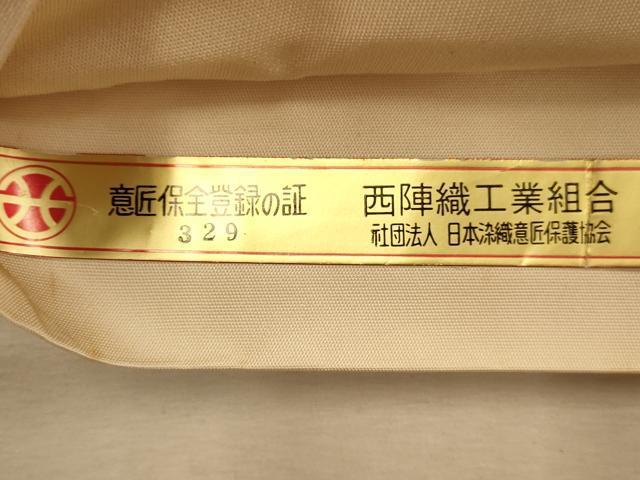 意匠保全登録の証
329
西陣織工業組合
社団法人 日本染織意匠保護協会